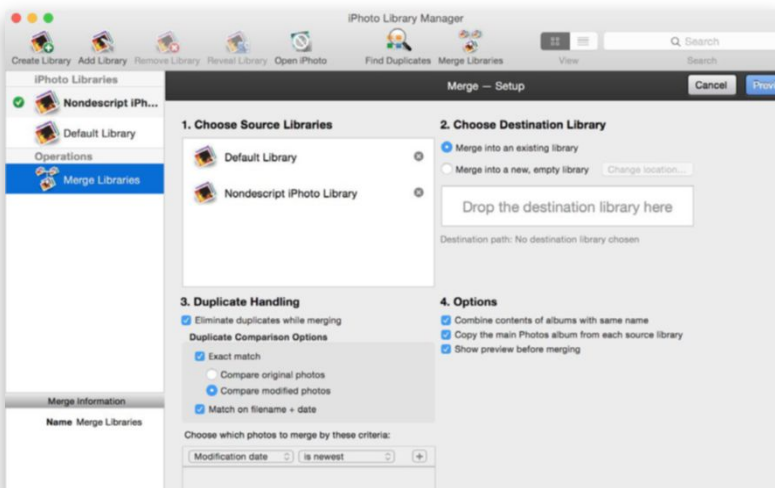 iPhoto Library Manager
Search
Create Library Add Library Remove Library Reveal Library Open iPhoto Find Duplicates Merge Libraries View Search
iPhoto Libraries
Nondescript iPh...
Default Library
Operations
Merge Libraries
Merge — Setup
Cancel
1. Choose Source Libraries
Default Library
Nondescript iPhoto Library
2. Choose Destination Library
Merge into an existing library
Merge into a new, empty library Change location...
Drop the destination library here
Destination path: No destination library chosen
3. Duplicate Handling
Eliminate duplicates while merging
Duplicate Comparison Options
Exact match
Compare original photos
Compare modified photos
Match on filename + date
Choose which photos to merge by these criteria:
Modification date is newest
4. Options
Combine contents of albums with same name
Copy the main Photos album from each source library
Show preview before merging
Merge Information
Name Merge Libraries